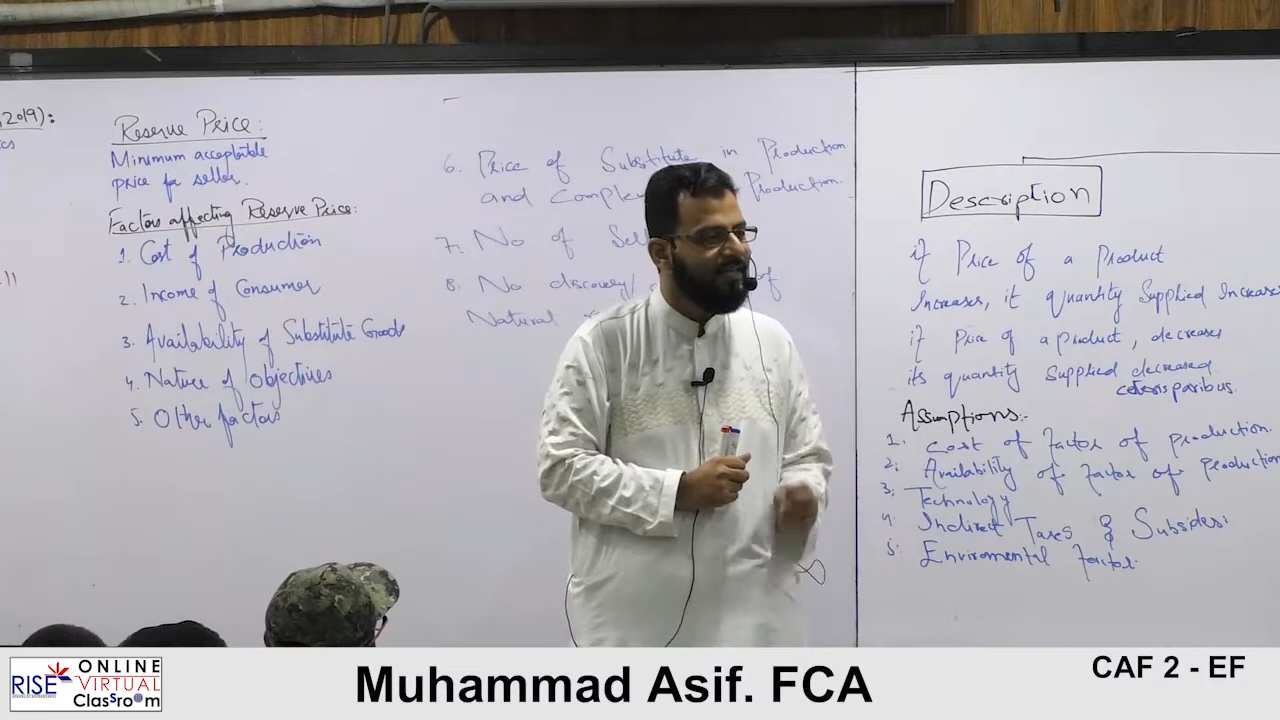 2019):
Reserve Price:
Minimum acceptable
price for seller.
Factors affecting Reserve Price:
1. Cost of Production
2. Income of Consumer
3. Availability of Substitute Goods
4. Nature of Objectives
5. Other factors
6. Price of Substitute in Production
and Production.
7. No of
8. No discovery/ of
Natural
Description
if Price of a Product
Increases, it quantity Supplied Increase
if Price of a product, decreases
its quantity Supplied decreased
ceteris paribus.
Assumptions:-
1. Cost of Factor of production.
2. Availability of Factor of Production
3. Technology
4. Indirect Taxes & Subsides:
5. Enviromental Factor.
RISE ONLINE
VIRTUAL
Classroom
Muhammad Asif. FCA
CAF 2 - EF